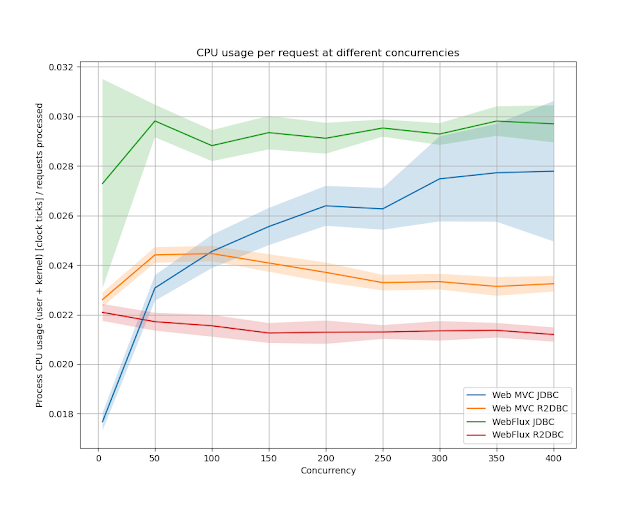 CPU usage per request at different concurrencies
Process CPU usage (user + kernel) [clock ticks] / requests processed
0.032
0.030
0.028
0.026
0.024
0.022
0.020
0.018
0
50
100
150
200
250
300
350
400
Concurrency
Web MVC JDBC
Web MVC R2DBC
WebFlux JDBC
WebFlux R2DBC